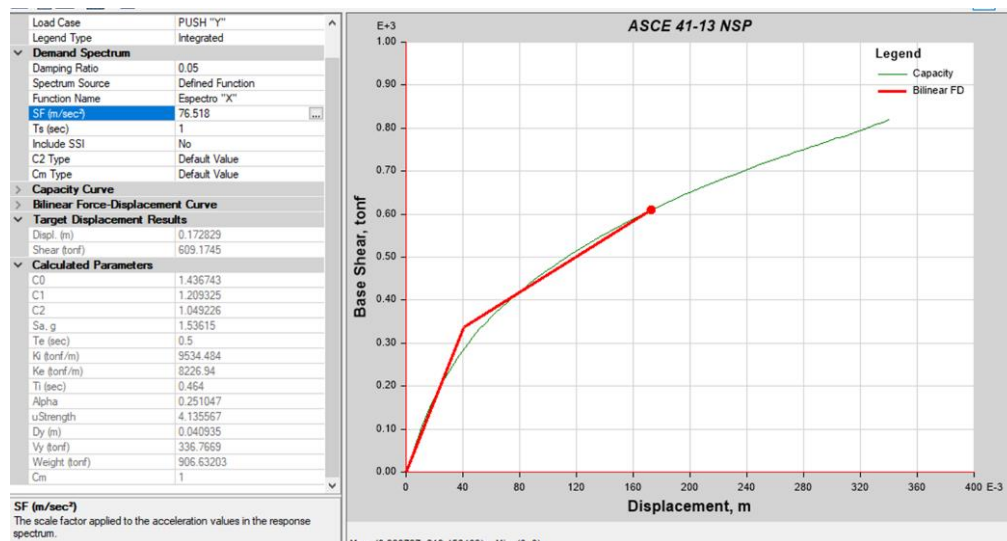 Load Case PUSH "Y"
Legend Type Integrated
Demand Spectrum
Damping Ratio 0.05
Spectrum Source Defined Function
Function Name Espectro "X"
SF (m/sec²) 76.518 ...
Ts (sec) 1
Include SSI No
C2 Type Default Value
Cm Type Default Value
Capacity Curve
Bilinear Force-Displacement Curve
Target Displacement Results
Displ. (m) 0.172829
Shear (tonf) 609.1745
Calculated Parameters
C0 1.436743
C1 1.209325
C2 1.049226
Sa, g 1.53615
Te (sec) 0.5
Ki (tonf/m) 9534.484
Ke (tonf/m) 8226.94
Ti (sec) 0.464
Alpha 0.251047
uStrength 4.135567
Dy (m) 0.040935
Vy (tonf) 336.7669
Weight (tonf) 906.63203
Cm 1
SF (m/sec²)
The scale factor applied to the acceleration values in the response
spectrum.
ASCE 41-13 NSP
E+3
1.00
0.90
0.80
0.70
0.60
0.50
0.40
0.30
0.20
0.10
0.00
Base Shear, tonf
Legend
Capacity
Bilinear FD
0 40 80 120 160 200 240 280 320 360 400 E-3
Displacement, m